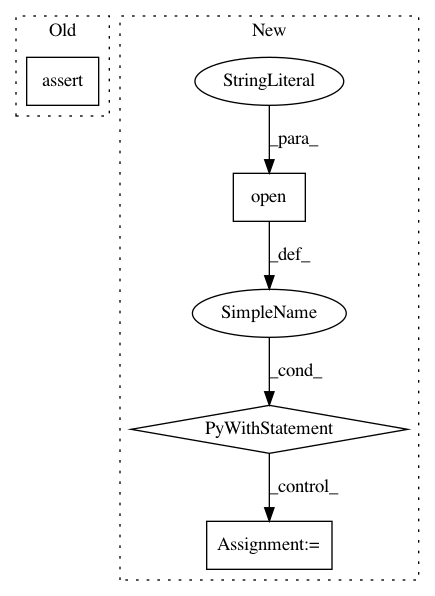 Old
New
assert
StringLiteral
_para_
open
_def_
SimpleName
_cond_
PyWithStatement
_control_
Assignment:=